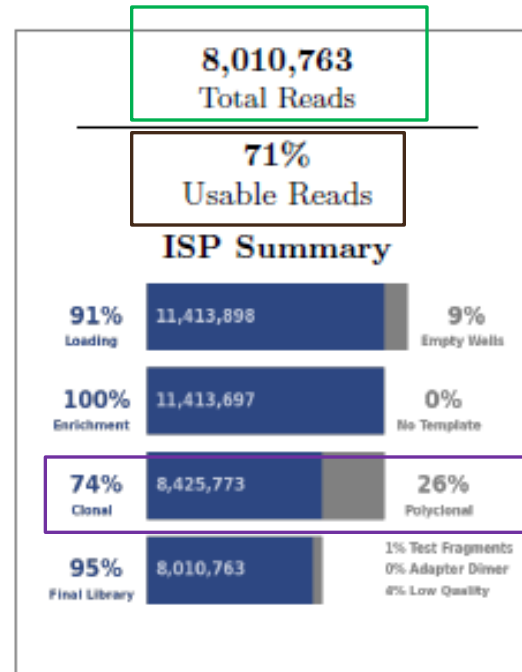 8,010,763
Total Reads
71%
Usable Reads
ISP Summary
91% 11,413,898 9%
Loading Empty Wells
100% 11,413,697 0%
Enrichment No Template
74% 8,425,773 26%
Clonal Polyclonal
95% 8,010,763 1% Test Fragments
0% Adapter Dimer
Final Library 4% Low Quality